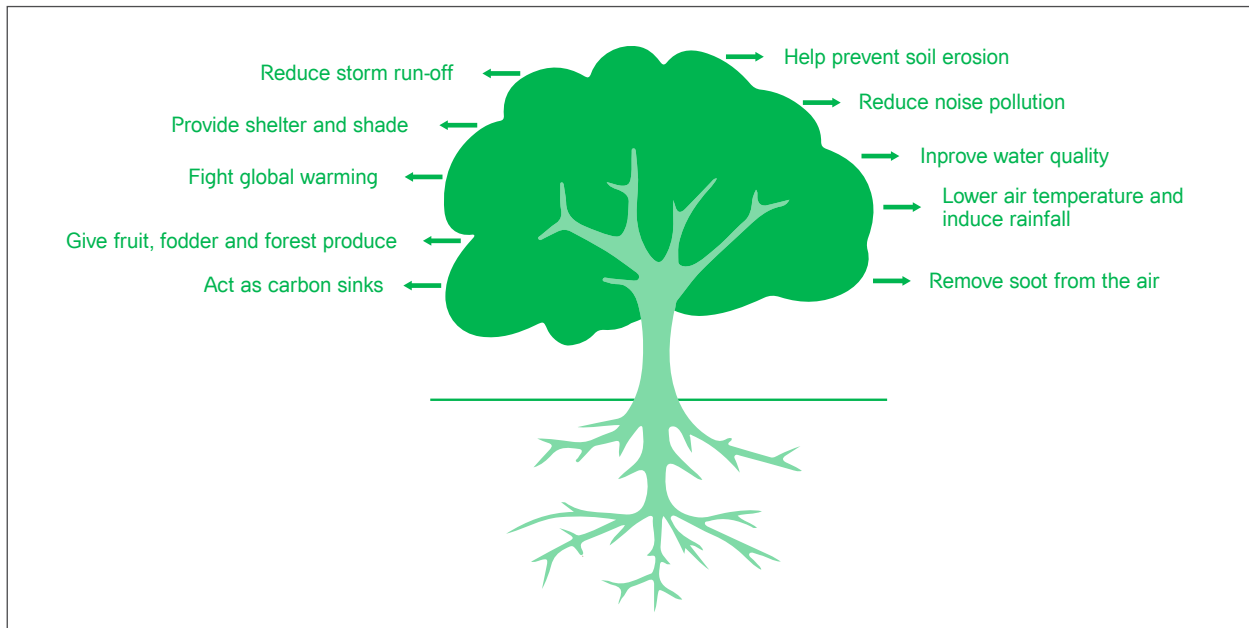 Reduce storm run-off
Provide shelter and shade
Fight global warming
Give fruit, fodder and forest produce
Act as carbon sinks
Help prevent soil erosion
Reduce noise pollution
Inprove water quality
Lower air temperature and
induce rainfall
Remove soot from the air